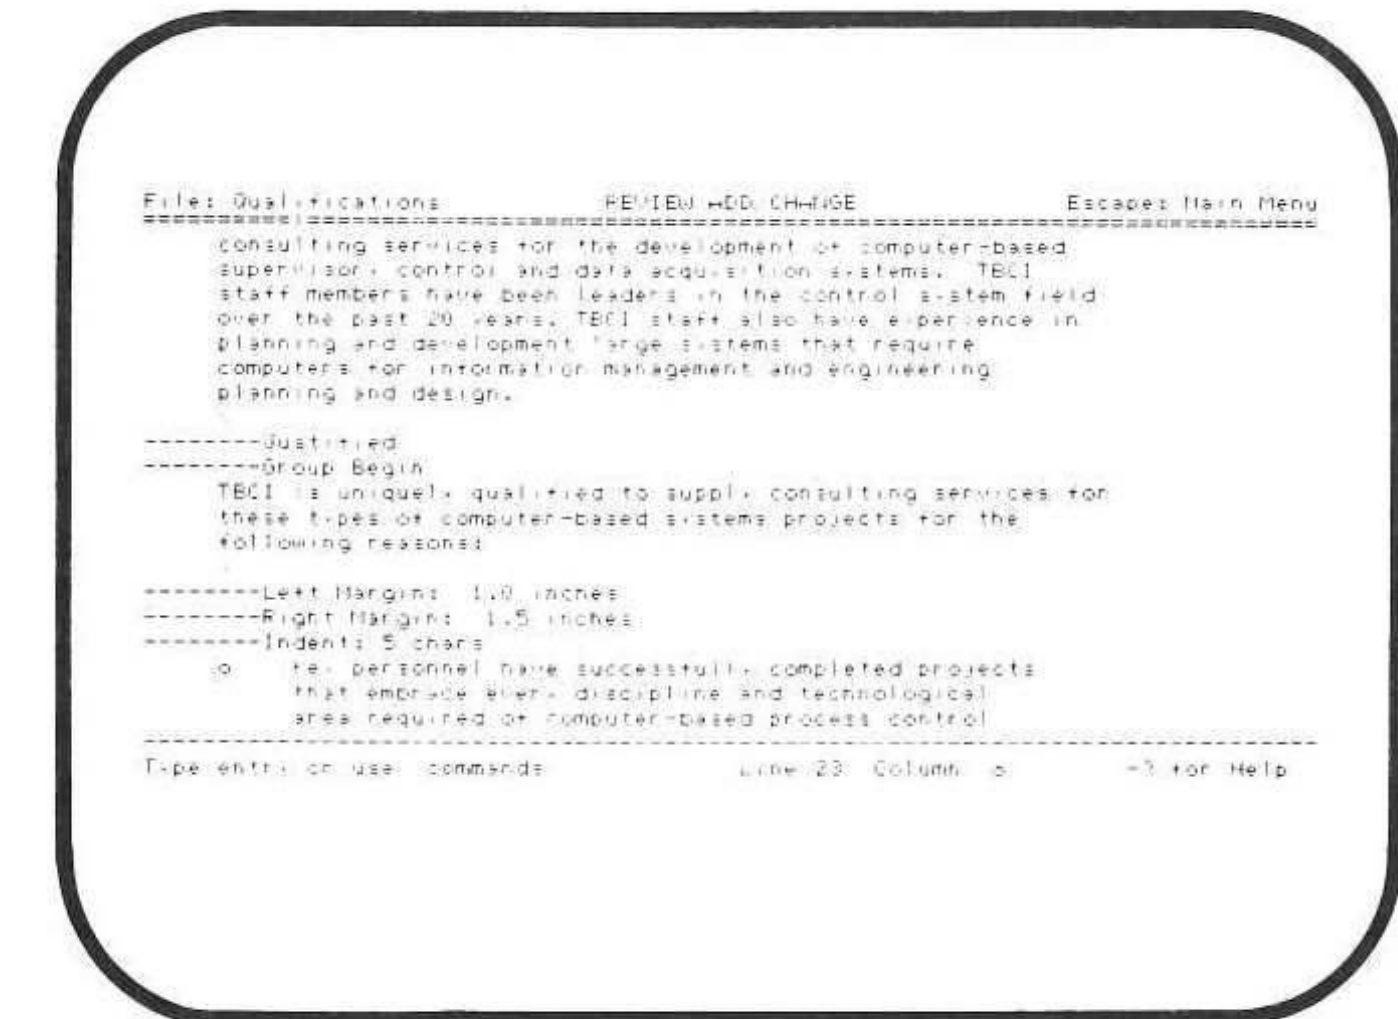 File: Qualifications REVIEW/ADD/CHANGE Escape: Main Menu
==============================================================================
consulting services for the development of computer-based
supervisory control and data acquisition systems. TBCI
staff members have been leaders in the control system field
over the past 20 years. TBCI staff also have experience in
planning and development large systems that require
computers for information management and engineering
planning and design.
--------Justified
--------Group Begin
TBCI is uniquely qualified to supply consulting services for
these types of computer-based systems projects for the
following reasons:
--------Left Margin: 1.0 inches
--------Right Margin: 1.5 inches
--------Indent: 5 chars
o key personnel have successfully completed projects
that embrace every discipline and technological
area required of computer-based process control
------------------------------------------------------------------------------
Type entry or use commands Line 23 Column -? for Help